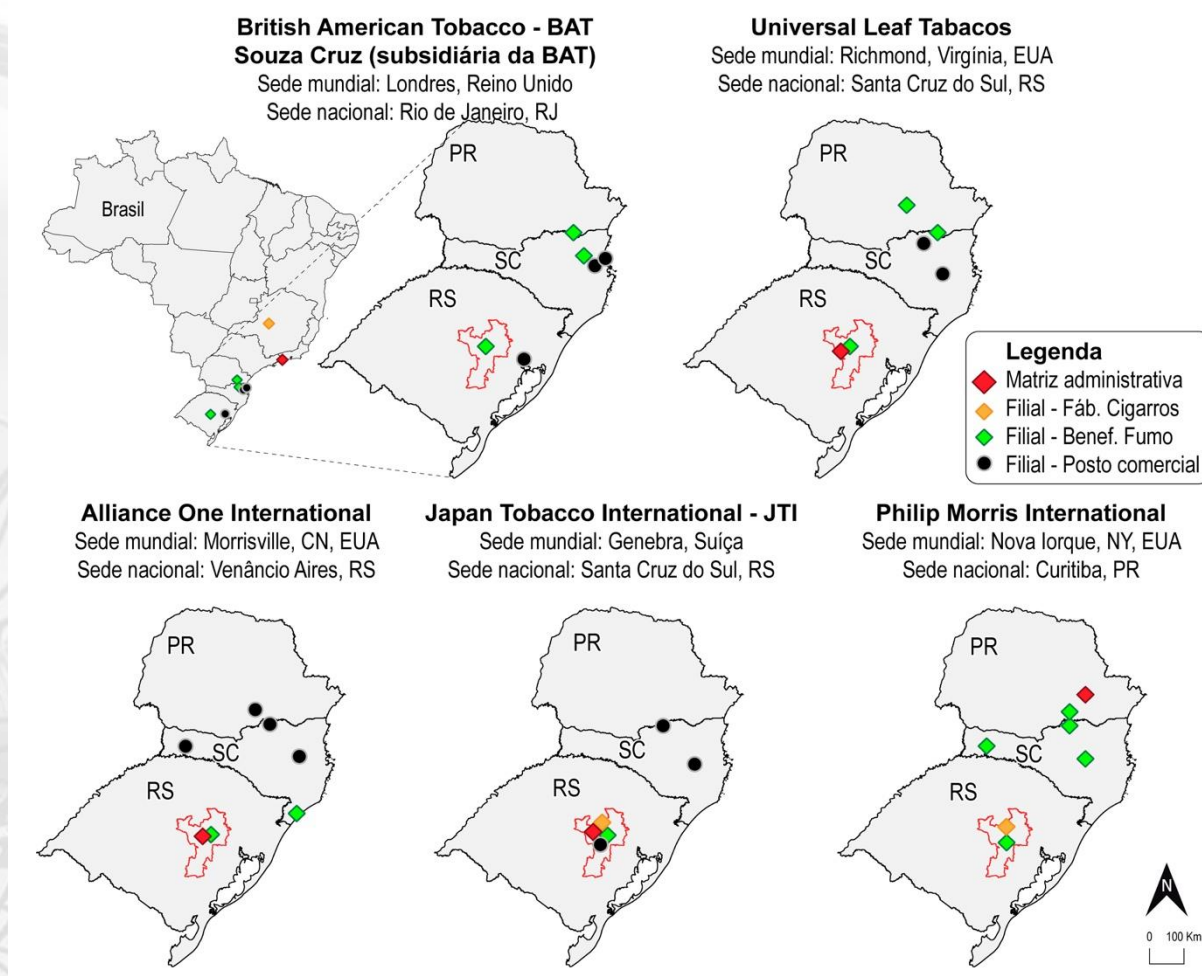 British American Tobacco - BAT
Souza Cruz (subsidiária da BAT)
Sede mundial: Londres, Reino Unido
Sede nacional: Rio de Janeiro, RJ
Brasil
PR
SC
RS
Universal Leaf Tabacos
Sede mundial: Richmond, Virgínia, EUA
Sede nacional: Santa Cruz do Sul, RS
PR
SC
RS
Legenda
Matriz administrativa
Filial - Fáb. Cigarros
Filial - Benef. Fumo
Filial - Posto comercial
Alliance One International
Sede mundial: Morrisville, CN, EUA
Sede nacional: Venâncio Aires, RS
PR
SC
RS
Japan Tobacco International - JTI
Sede mundial: Genebra, Suíça
Sede nacional: Santa Cruz do Sul, RS
PR
SC
RS
Philip Morris International
Sede mundial: Nova Iorque, NY, EUA
Sede nacional: Curitiba, PR
PR
SC
RS
N
0 100 Km